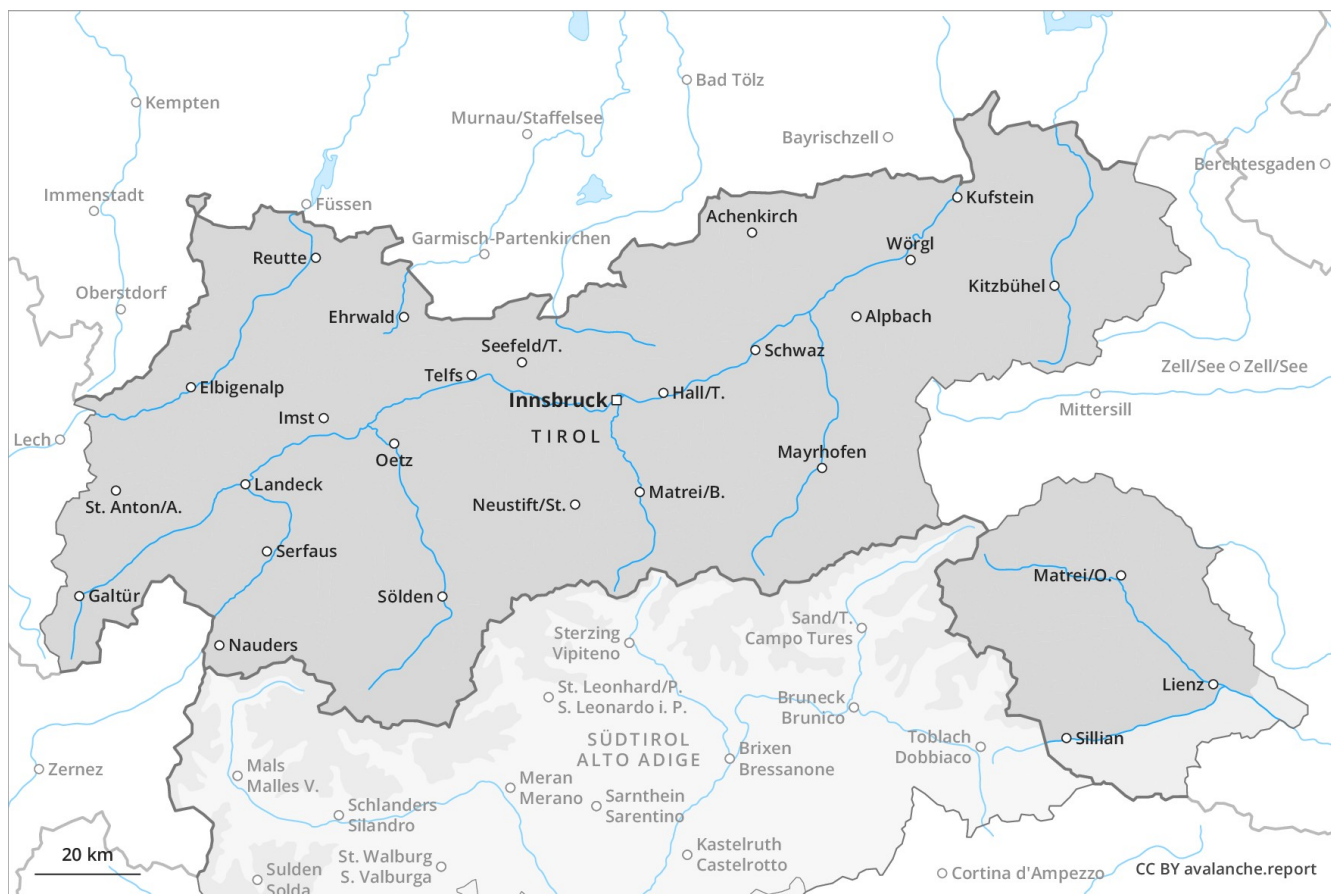 Kempten
Bad Tölz
Murnau/Staffelsee
Bayrischzell
Berchtesgaden
Immenstadt
Füssen
Kufstein
Achenkirch
Garmisch-Partenkirchen
Wörgl
Reutte
Oberstdorf
Kitzbühel
Ehrwald
Alpbach
Seefeld/T.
Schwaz
Telfs
Zell/See
Zell/See
Elbigenalp
Hall/T.
Innsbruck
Mittersill
Imst
TIROL
Lech
Oetz
Mayrhofen
Landeck
Matrei/B.
St. Anton/A.
Neustift/St.
Serfaus
Matrei/O.
Galtür
Sölden
Sand/T.
Campo Tures
Sterzing
Vipiteno
Nauders
Lienz
St. Leonhard/P.
S. Leonardo i. P.
Bruneck
Brunico
SÜDTIROL
ALTO ADIGE
Toblach
Dobbiaco
Sillian
Brixen
Bressanone
Zernez
Mals
Malles V.
Meran
Merano
Sarnthein
Sarentino
Schlanders
Silandro
Kastelruth
Castelrotto
20 km
St. Walburg
S. Valburga
Sulden
Solda
Cortina d'Ampezzo
CC BY avalanche.report